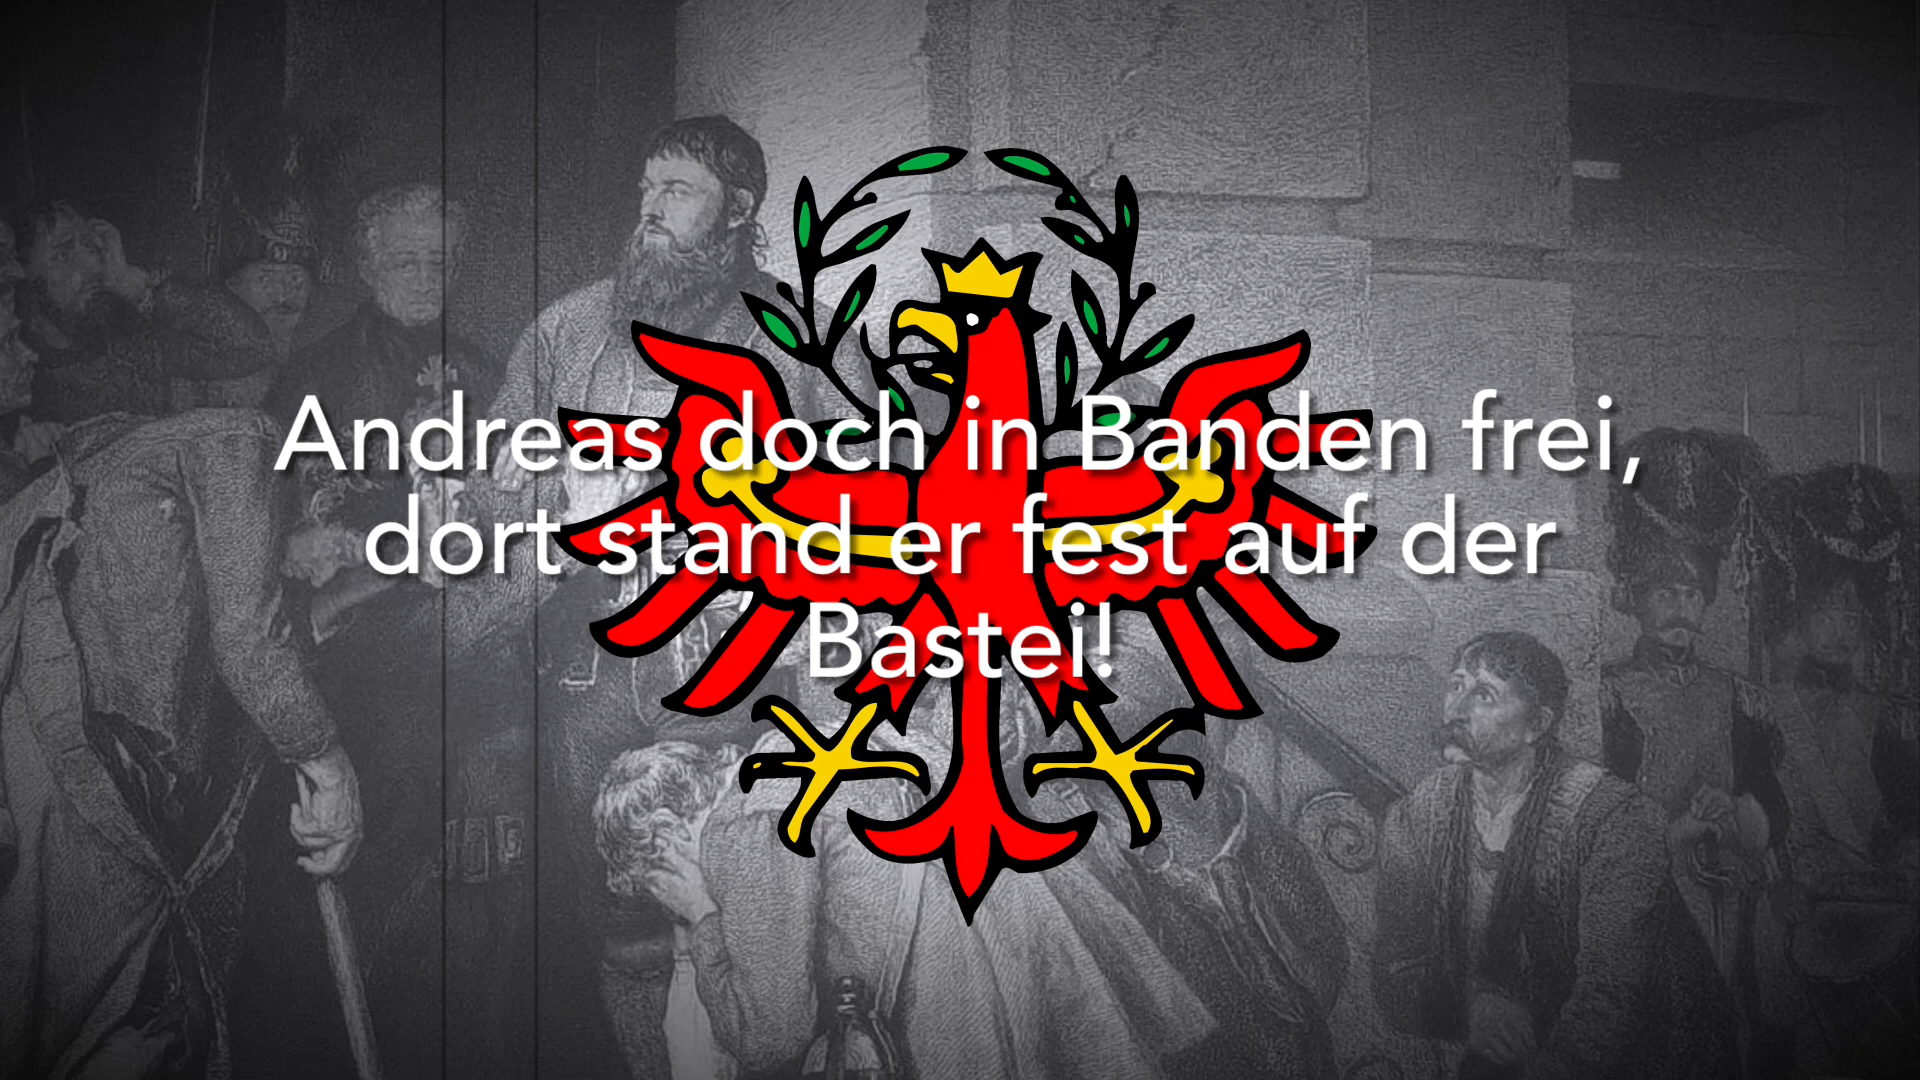 Andreas doch in Banden frei,
dort stand er fest auf der
Bastei!